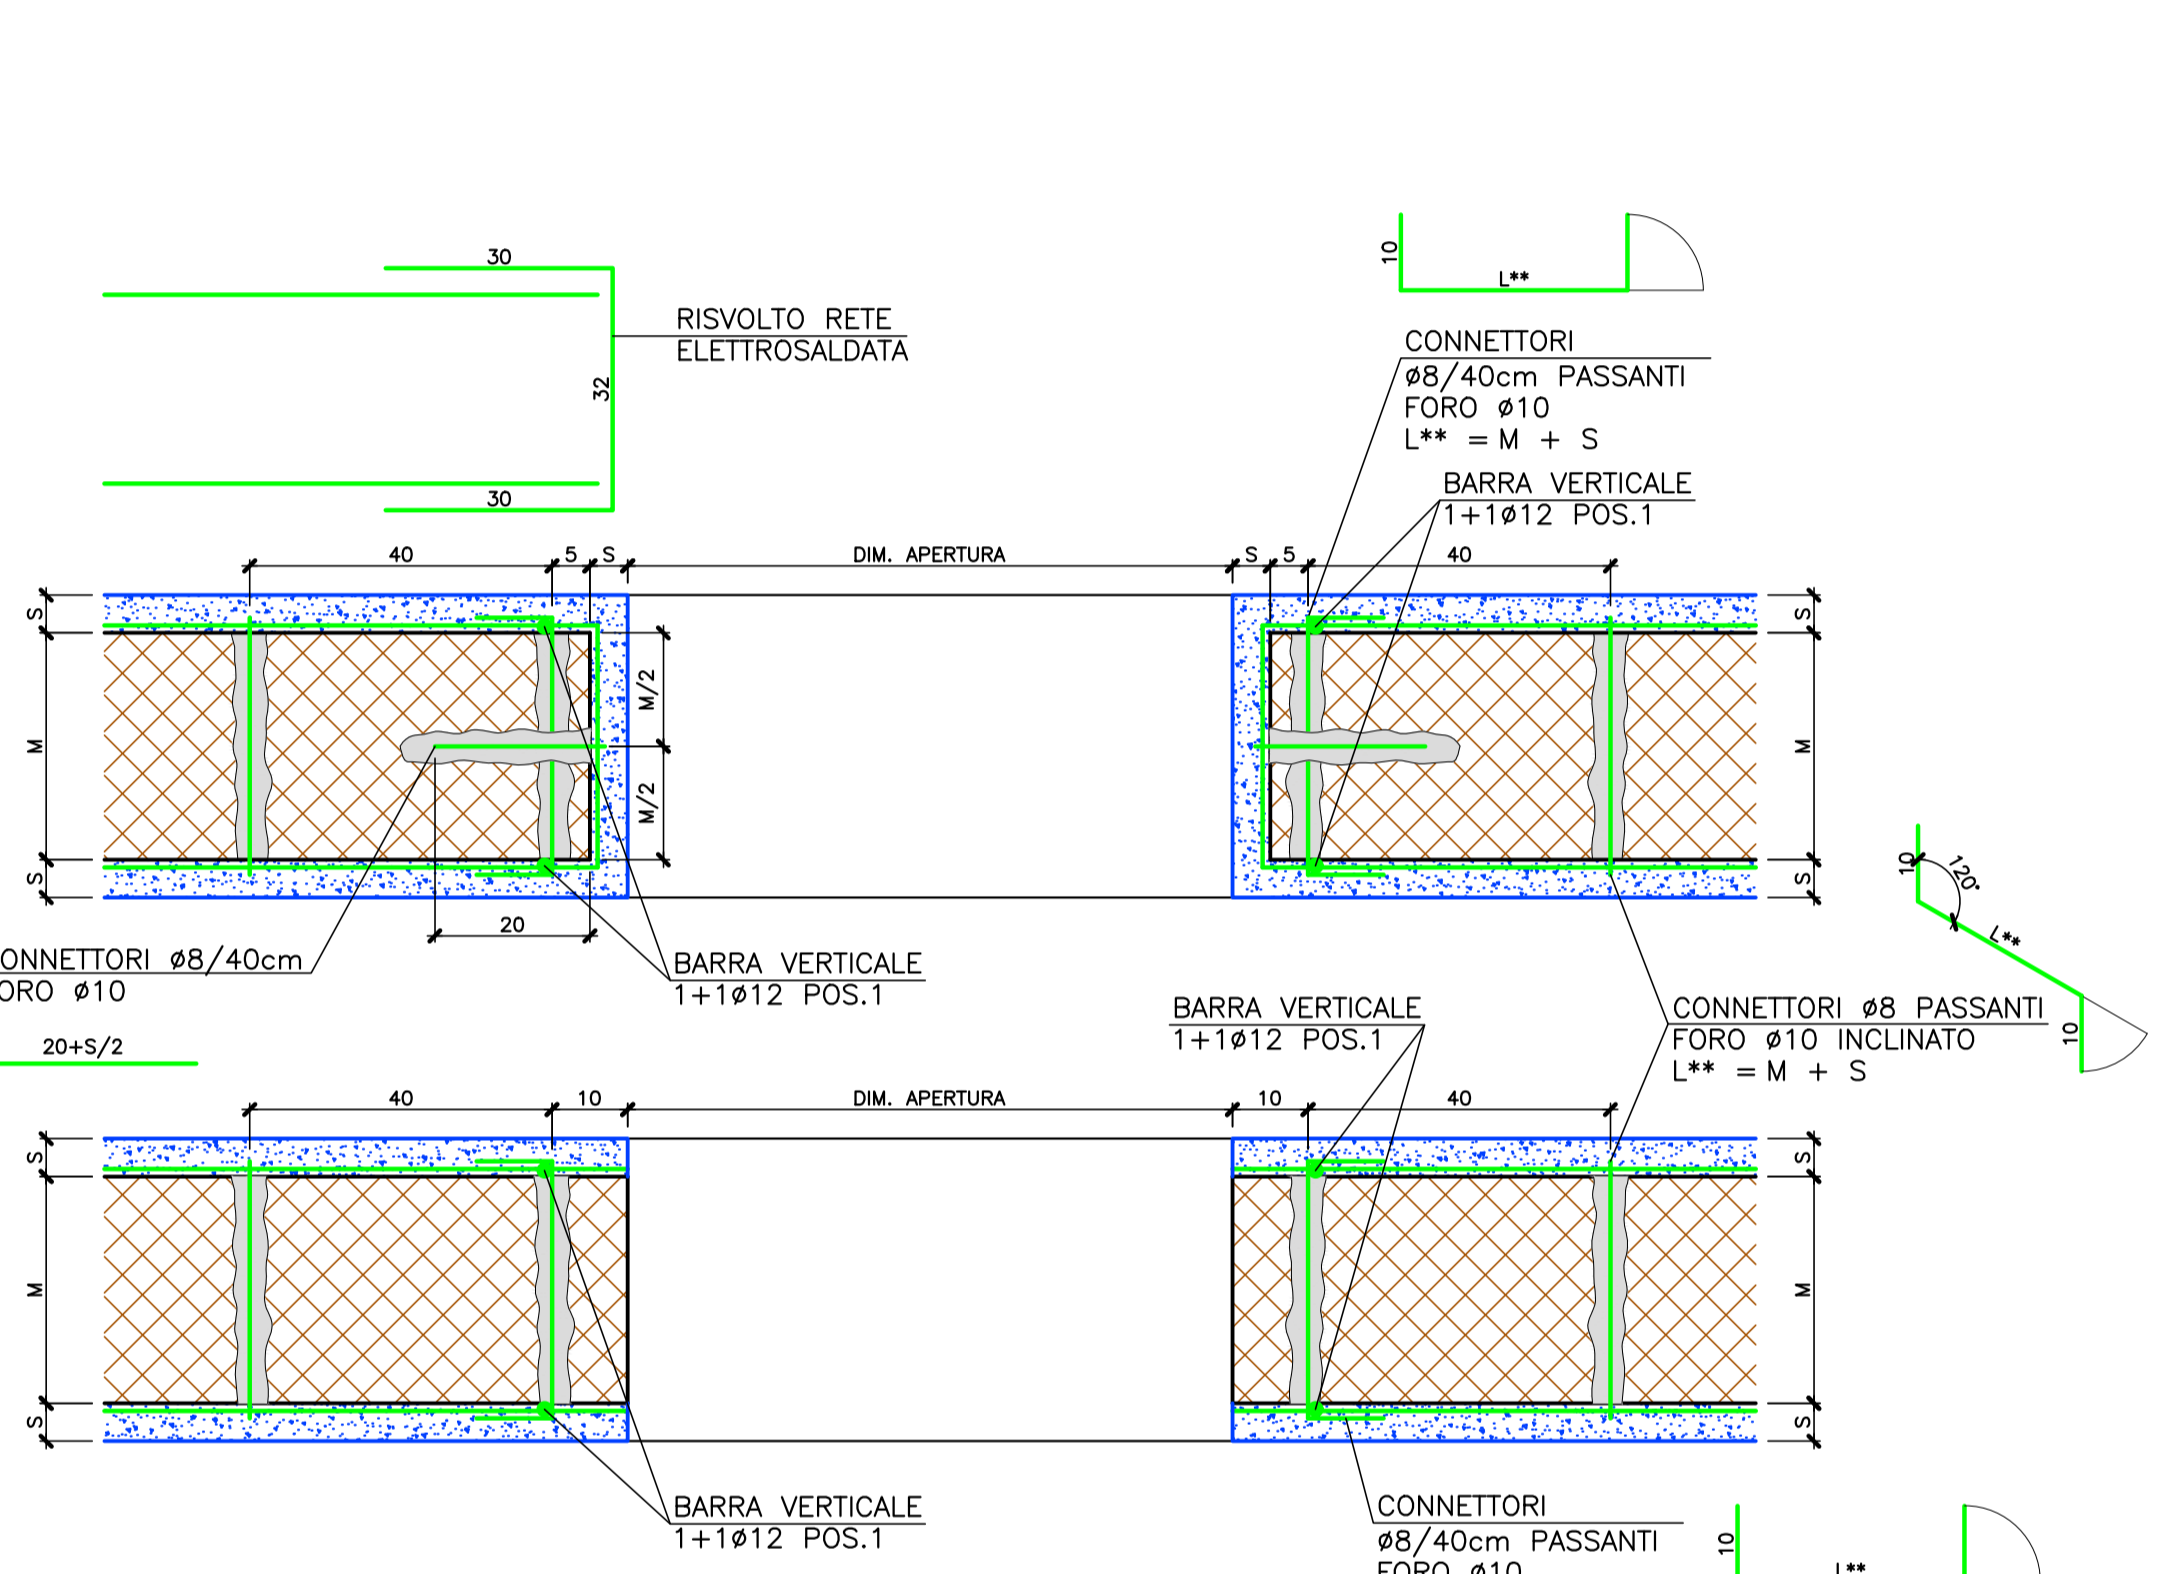 30
RISVOLTO RETE
ELETTROSALDATA
32
30
10
L**
CONNETTORI
ø8/40cm PASSANTI
FORO ø10
L** = M + S
BARRA VERTICALE
1+1ø12 POS.1
40
5
S
DIM. APERTURA
S
5
40
S
M
S
M/2
M/2
S
M
S
20
ONNETTORI ø8/40cm
ORO ø10
20+S/2
BARRA VERTICALE
1+1ø12 POS.1
BARRA VERTICALE
1+1ø12 POS.1
10
120°
L**
10
CONNETTORI ø8 PASSANTI
FORO ø10 INCLINATO
L** = M + S
40
10
DIM. APERTURA
10
40
S
M
S
S
M
S
BARRA VERTICALE
1+1ø12 POS.1
CONNETTORI
ø8/40cm PASSANTI
FORO ø10
10
L**